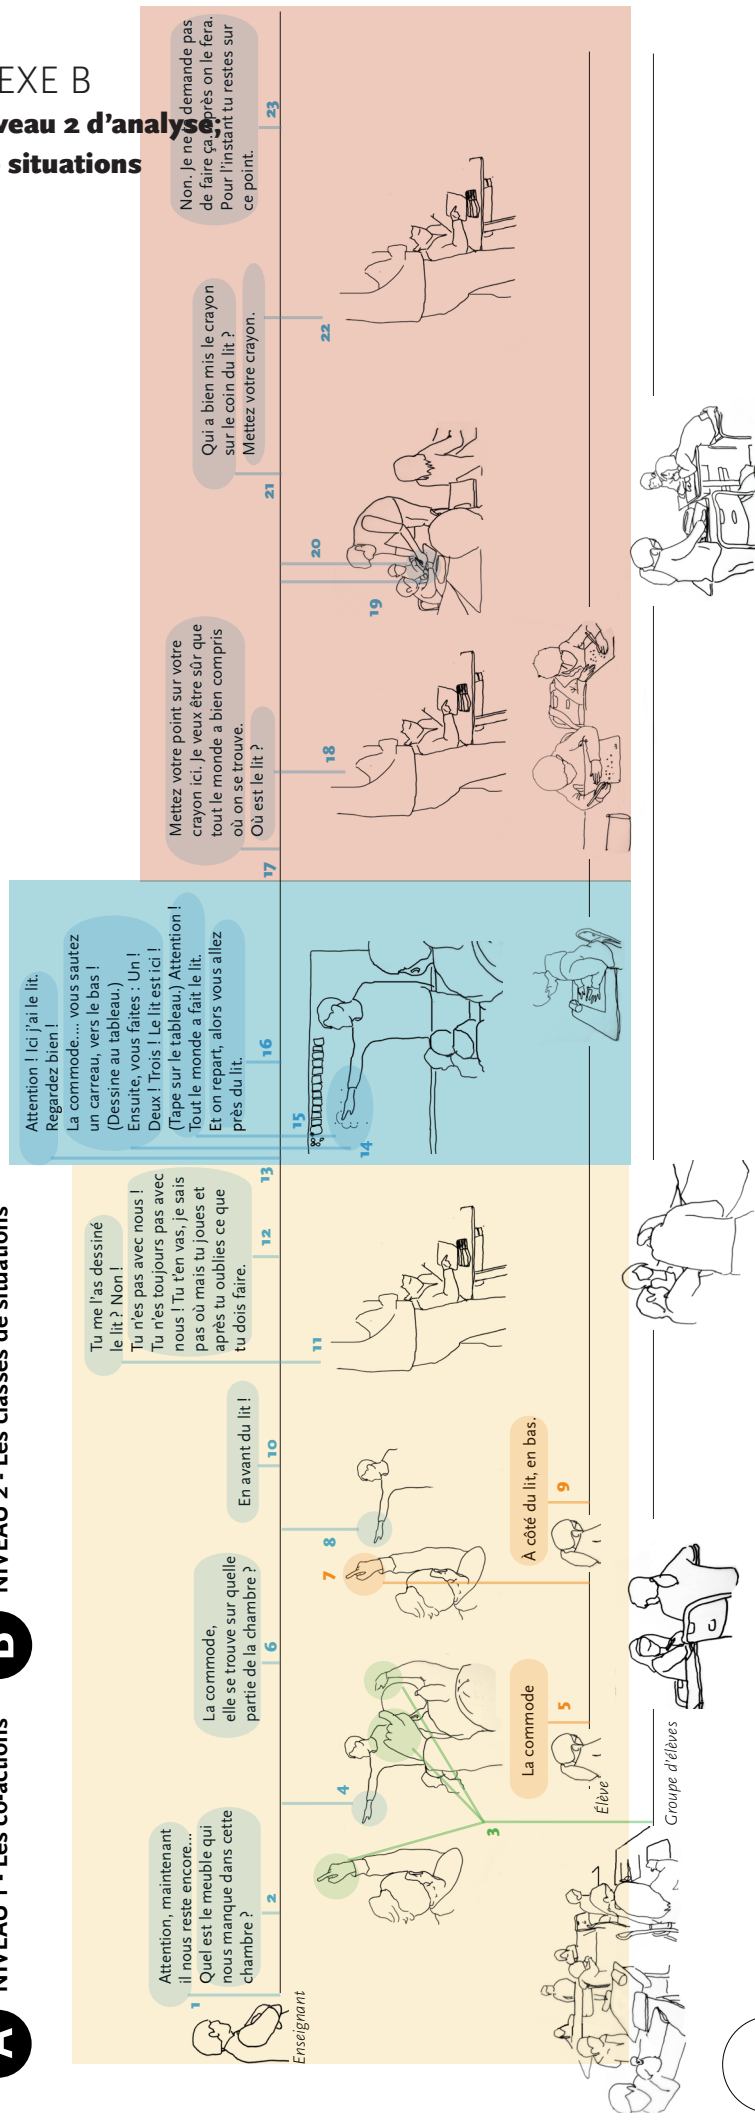 EXE B
veau 2 d'analyse;
situations
A NIVEAU 1 • Les co-actions
B NIVEAU 2 • Les classes de situations
1
Attention, maintenant
il nous reste encore...
Quel est le meuble qui
nous manque dans cette
chambre ?
2
Enseignant
3
4
La commode
5
Élève
Groupe d'élèves
La commode,
elle se trouve sur quelle
partie de la chambre ?
6
7
8
À côté du lit, en bas.
9
En avant du lit !
10
Tu me l'as dessiné
le lit ? Non !
Tu n'es pas avec nous !
Tu n'es toujours pas avec
nous ! Tu t'en vas, je sais
pas où mais tu joues et
après tu oublies ce que
tu dois faire.
11
12
13
Attention ! Ici j'ai le lit.
Regardez bien !
La commode.... vous sautez
un carreau, vers le bas !
(Dessine au tableau.)
Ensuite, vous faites : Un !
Deux ! Trois ! Le lit est ici !
(Tape sur le tableau.) Attention !
Tout le monde a fait le lit.
Et on repart, alors vous allez
près du lit.
14
15
16
17
Mettez votre point sur votre
crayon ici. Je veux être sûr que
tout le monde a bien compris
où on se trouve.
Où est le lit ?
18
19
20
21
Qui a bien mis le crayon
sur le coin du lit ?
Mettez votre crayon.
22
23
Non. Je ne demande pas
de faire ça. près on le fera.
Pour l'instant tu restes sur
ce point.